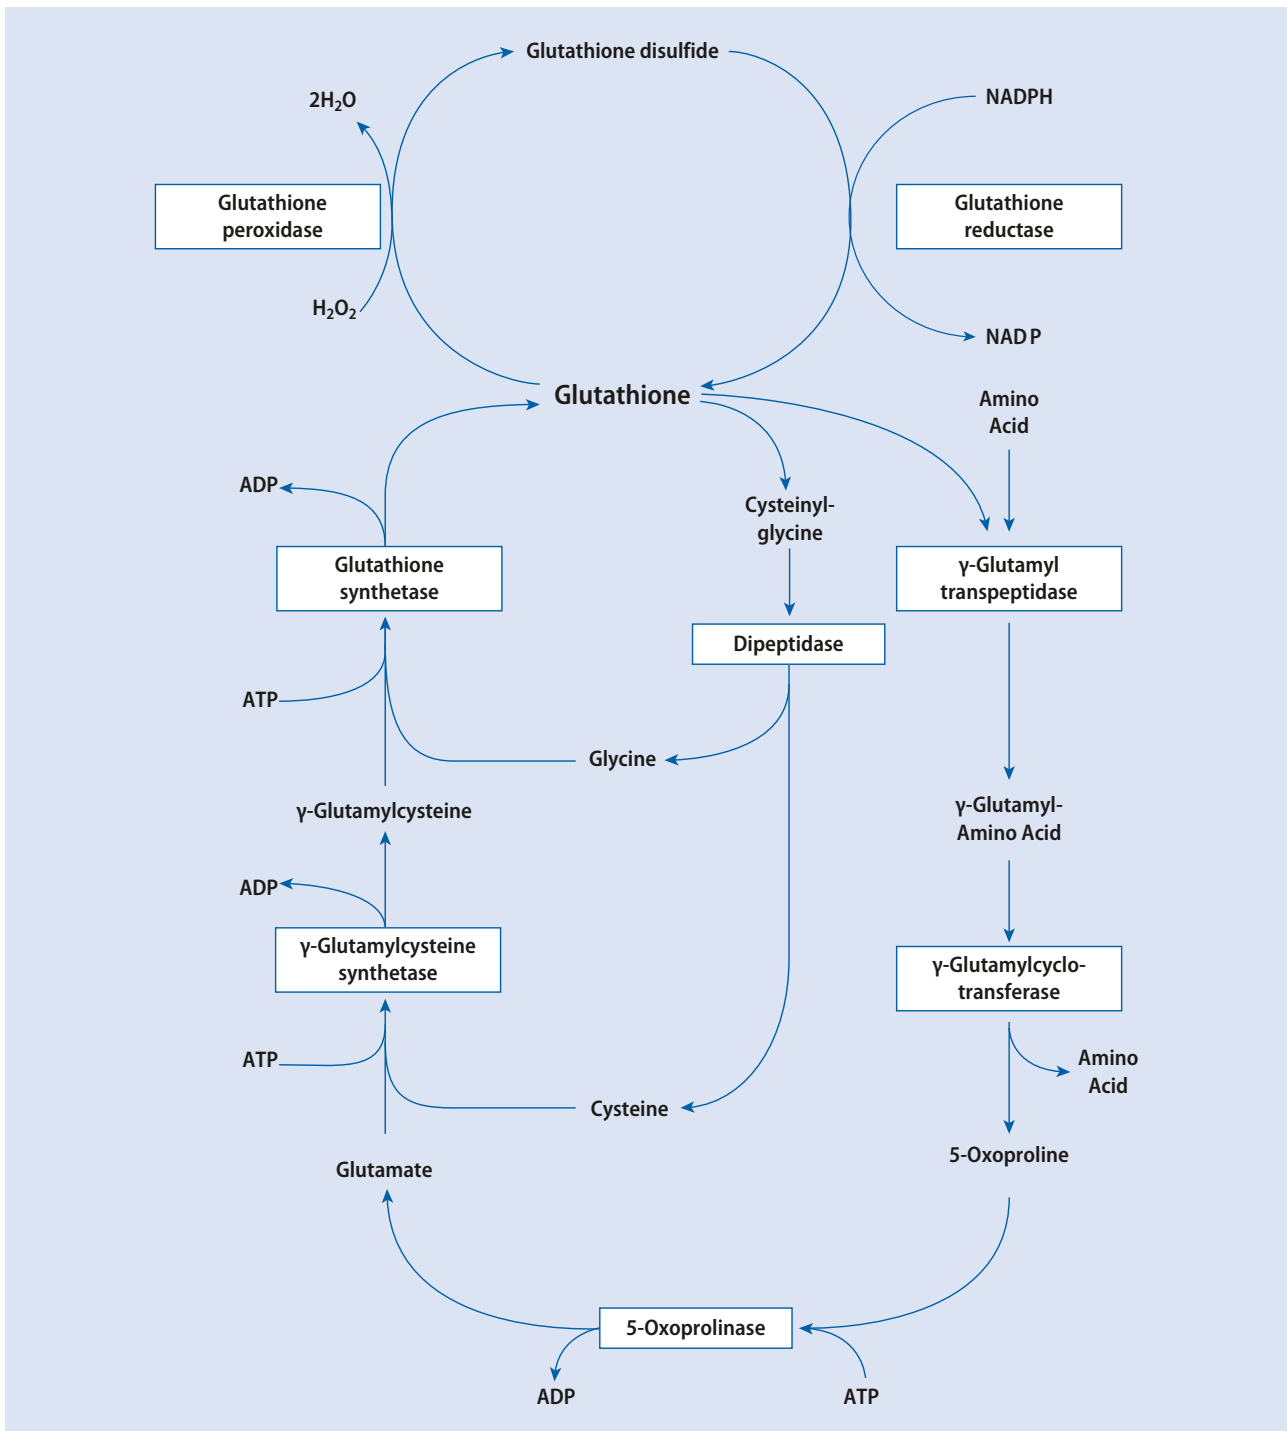 Glutathione disulfide
2H₂O
NADPH
Glutathione
peroxidase
Glutathione
reductase
H₂O₂
NAD P
Glutathione
Amino
Acid
ADP
Cysteinyl-
glycine
Glutathione
synthetase
γ-Glutamyl
transpeptidase
Dipeptidase
ATP
Glycine
γ-Glutamylcysteine
γ-Glutamyl-
Amino Acid
ADP
γ-Glutamylcysteine
synthetase
γ-Glutamylcyclo-
transferase
ATP
Amino
Acid
Cysteine
5-Oxoproline
Glutamate
5-Oxoprolinase
ADP
ATP